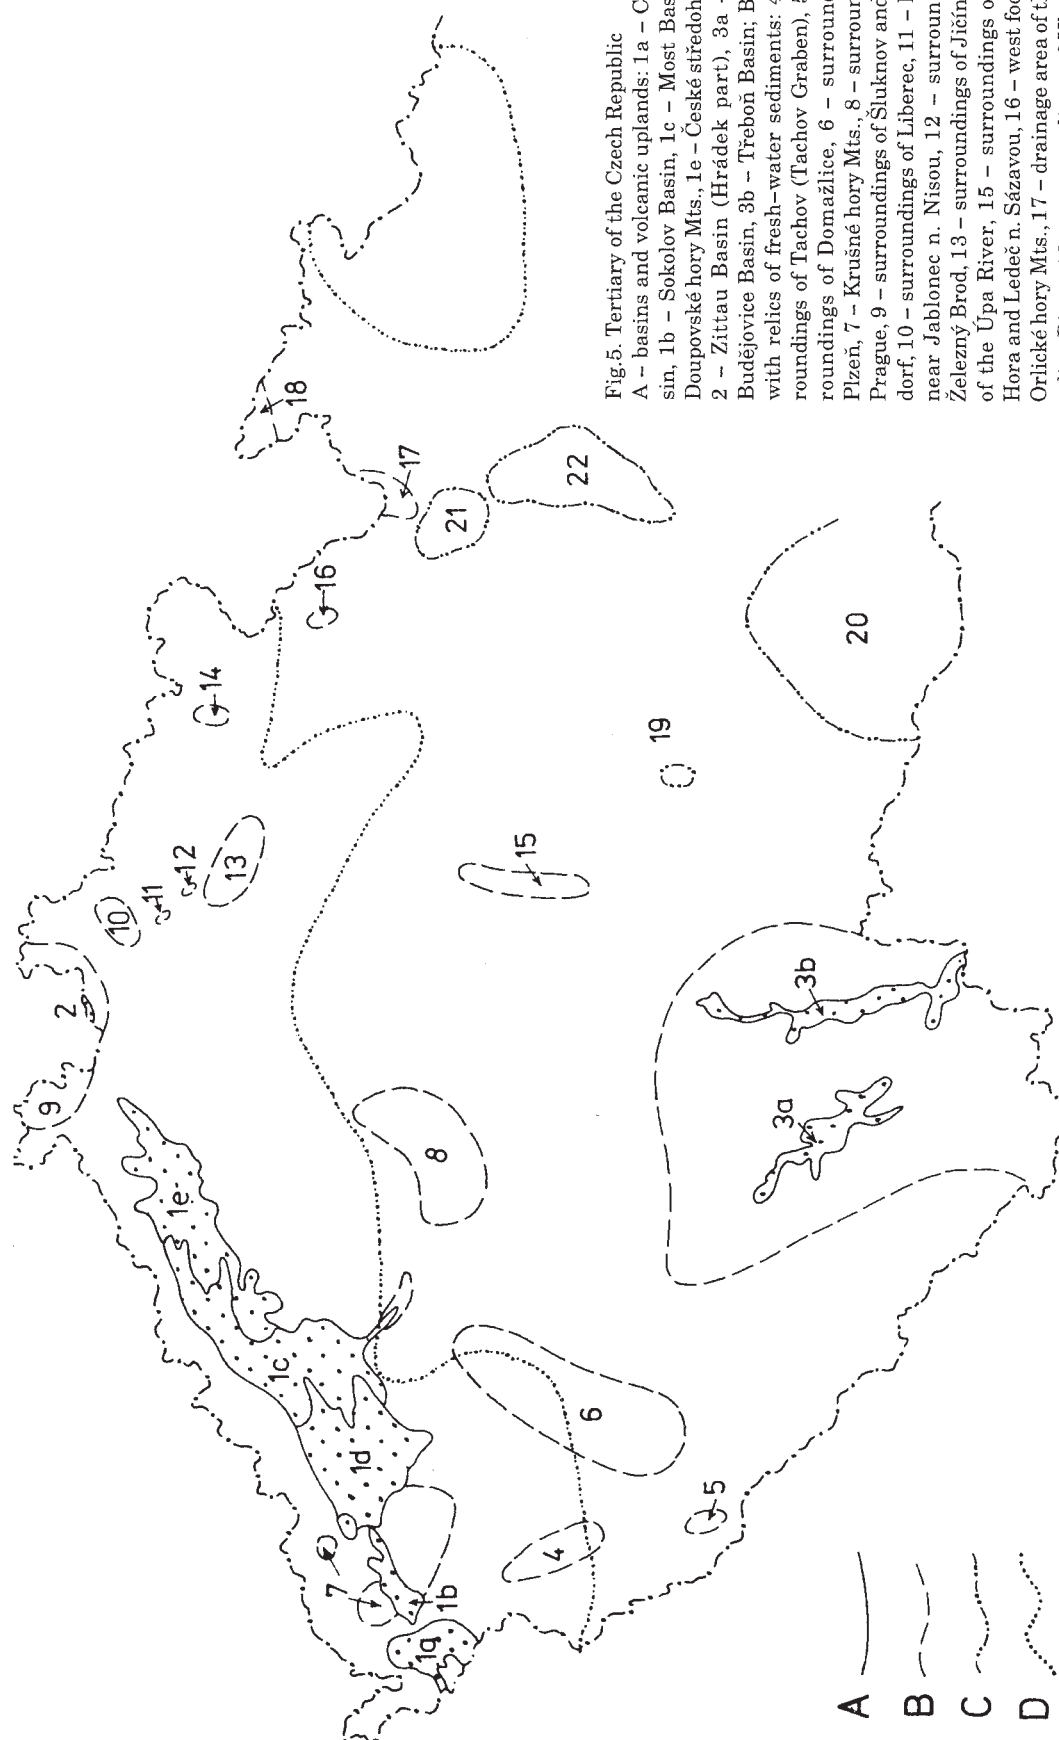 18
17
22
21
16
14
20
19
10
11
12
13
15
2
9
3b
3a
8
1e
1c
1d
6
7
4
5
1b
1a
A
B
C
D
Fig.5. Tertiary of the Czech Republic
A – basins and volcanic uplands: 1a – C
sin, 1b – Sokolov Basin, 1c – Most Bas
Doupovské hory Mts., 1e – České středoh
2 – Zittau Basin (Hrádek part), 3a –
Budějovice Basin, 3b – Třeboň Basin; B
with relics of fresh–water sediments: 4
roundings of Tachov (Tachov Graben),
roundings of Domažlice, 6 – surround
Plzeň, 7 – Krušné hory Mts., 8 – surroun
Prague, 9 – surroundings of Šluknov and
dorf, 10 – surroundings of Liberec, 11 –
near Jablonec n. Nisou, 12 – surroun
Železný Brod, 13 – surroundings of Jičín
of the Úpa River, 15 – surroundings o
Hora and Ledeč n. Sázavou, 16 – west foo
Orlické hory Mts., 17 – drainage area of th